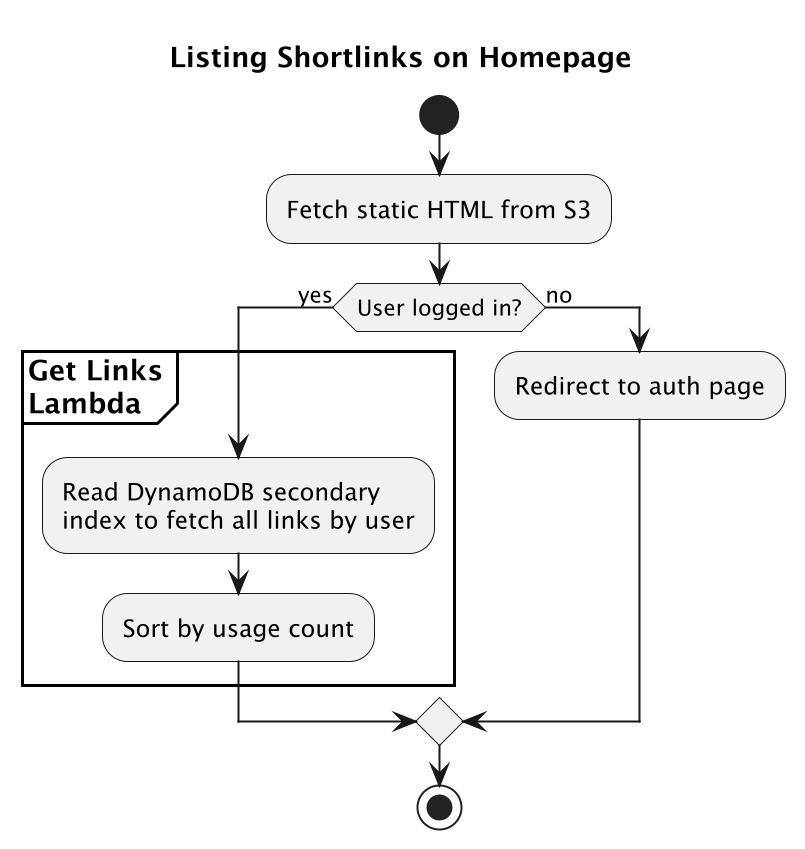 Listing Shortlinks on Homepage
Fetch static HTML from S3
yes
User logged in?
no
Get Links
Lambda
Redirect to auth page
Read DynamoDB secondary
index to fetch all links by user
Sort by usage count